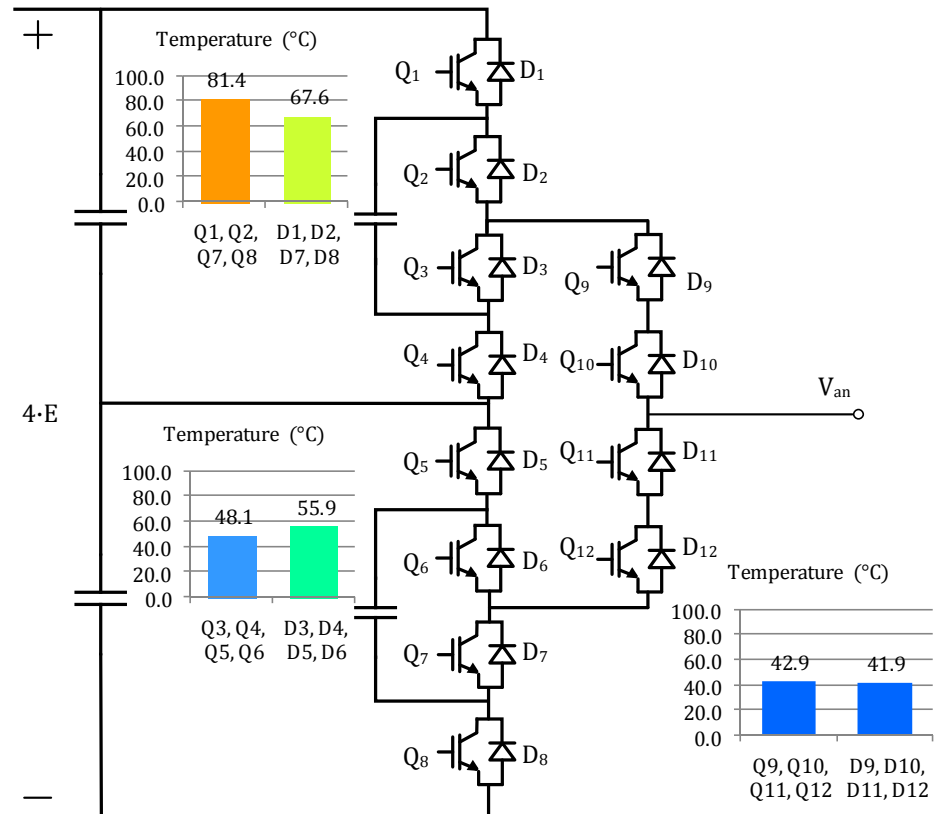 +
Temperature (°C)
100.0
80.0
60.0
40.0
20.0
0.0
81.4
67.6
Q1, Q2,
Q7, Q8
D1, D2,
D7, D8
Q1
D1
Q2
D2
Q3
D3
Q4
D4
Q9
D9
Q10
D10
Van
4·E
Temperature (°C)
100.0
80.0
60.0
40.0
20.0
0.0
48.1
55.9
Q3, Q4,
Q5, Q6
D3, D4,
D5, D6
Q5
D5
Q6
D6
Q7
D7
Q8
D8
Q11
D11
Q12
D12
Temperature (°C)
100.0
80.0
60.0
40.0
20.0
0.0
42.9
41.9
Q9, Q10,
Q11, Q12
D9, D10,
D11, D12
—